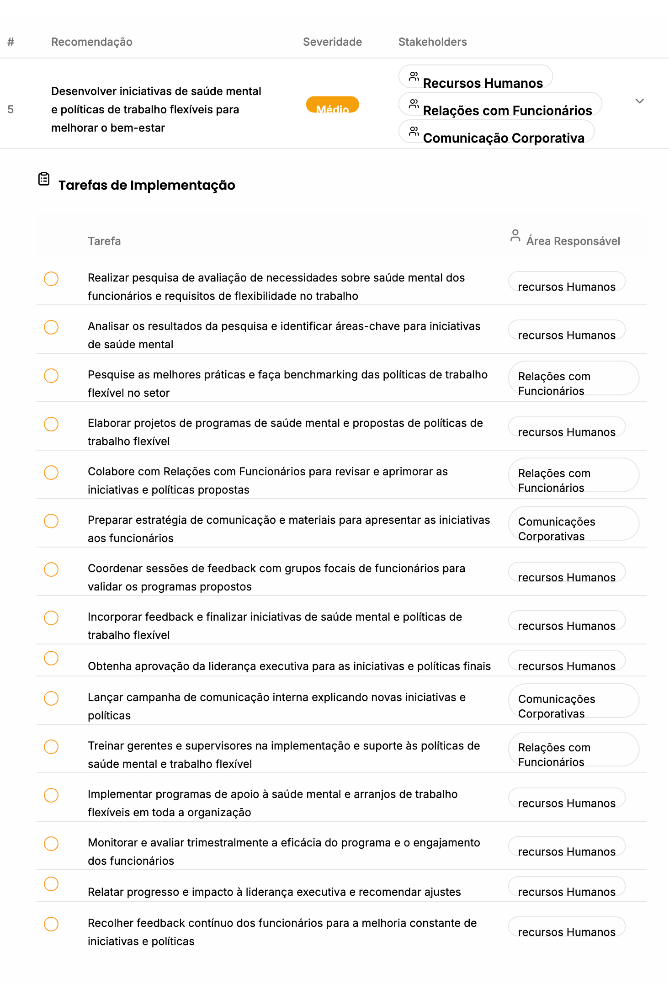 # Recomendação Severidade Stakeholders
5
Desenvolver iniciativas de saúde mental
e políticas de trabalho flexíveis para
melhorar o bem-estar
Médio
Recursos Humanos
Relações com Funcionários
Comunicação Corporativa
Tarefas de Implementação
Tarefa Área Responsável
Realizar pesquisa de avaliação de necessidades sobre saúde mental dos
funcionários e requisitos de flexibilidade no trabalho
recursos Humanos
Analisar os resultados da pesquisa e identificar áreas-chave para iniciativas
de saúde mental
recursos Humanos
Pesquise as melhores práticas e faça benchmarking das políticas de trabalho
flexível no setor
Relações com
Funcionários
Elaborar projetos de programas de saúde mental e propostas de políticas de
trabalho flexível
recursos Humanos
Colabore com Relações com Funcionários para revisar e aprimorar as
iniciativas e políticas propostas
Relações com
Funcionários
Preparar estratégia de comunicação e materiais para apresentar as iniciativas
aos funcionários
Comunicações
Corporativas
Coordenar sessões de feedback com grupos focais de funcionários para
validar os programas propostos
recursos Humanos
Incorporar feedback e finalizar iniciativas de saúde mental e políticas de
trabalho flexível
recursos Humanos
Obtenha aprovação da liderança executiva para as iniciativas e políticas finais
recursos Humanos
Lançar campanha de comunicação interna explicando novas iniciativas e
políticas
Comunicações
Corporativas
Treinar gerentes e supervisores na implementação e suporte às políticas de
saúde mental e trabalho flexível
Relações com
Funcionários
Implementar programas de apoio à saúde mental e arranjos de trabalho
flexíveis em toda a organização
recursos Humanos
Monitorar e avaliar trimestralmente a eficácia do programa e o engajamento
dos funcionários
recursos Humanos
Relatar progresso e impacto à liderança executiva e recomendar ajustes
recursos Humanos
Recolher feedback contínuo dos funcionários para a melhoria constante de
iniciativas e políticas
recursos Humanos